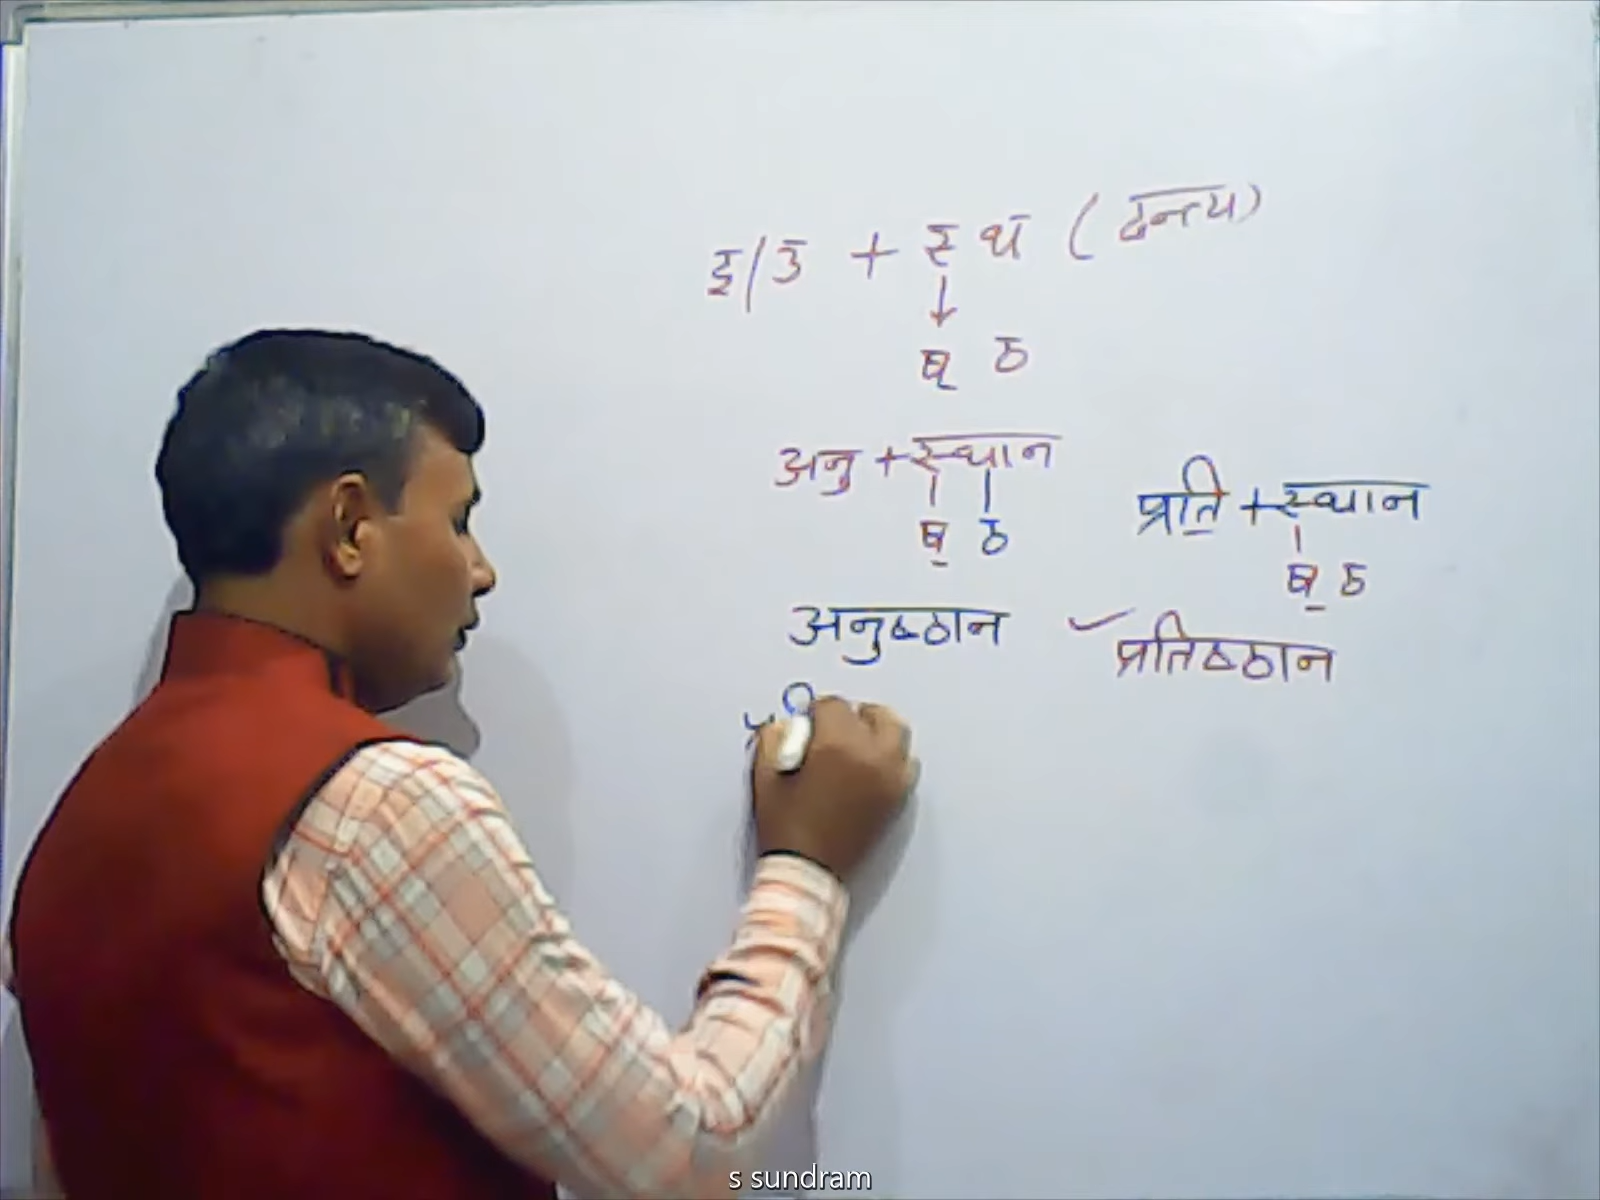 इ/उ + स् थ (दन्त्य)
↓
ष् ठ
अनु + स्थान
ष् ठ
प्रति + स्थान
ष् ठ
अनुष्ठान ✓ प्रतिष्ठान
s sundram